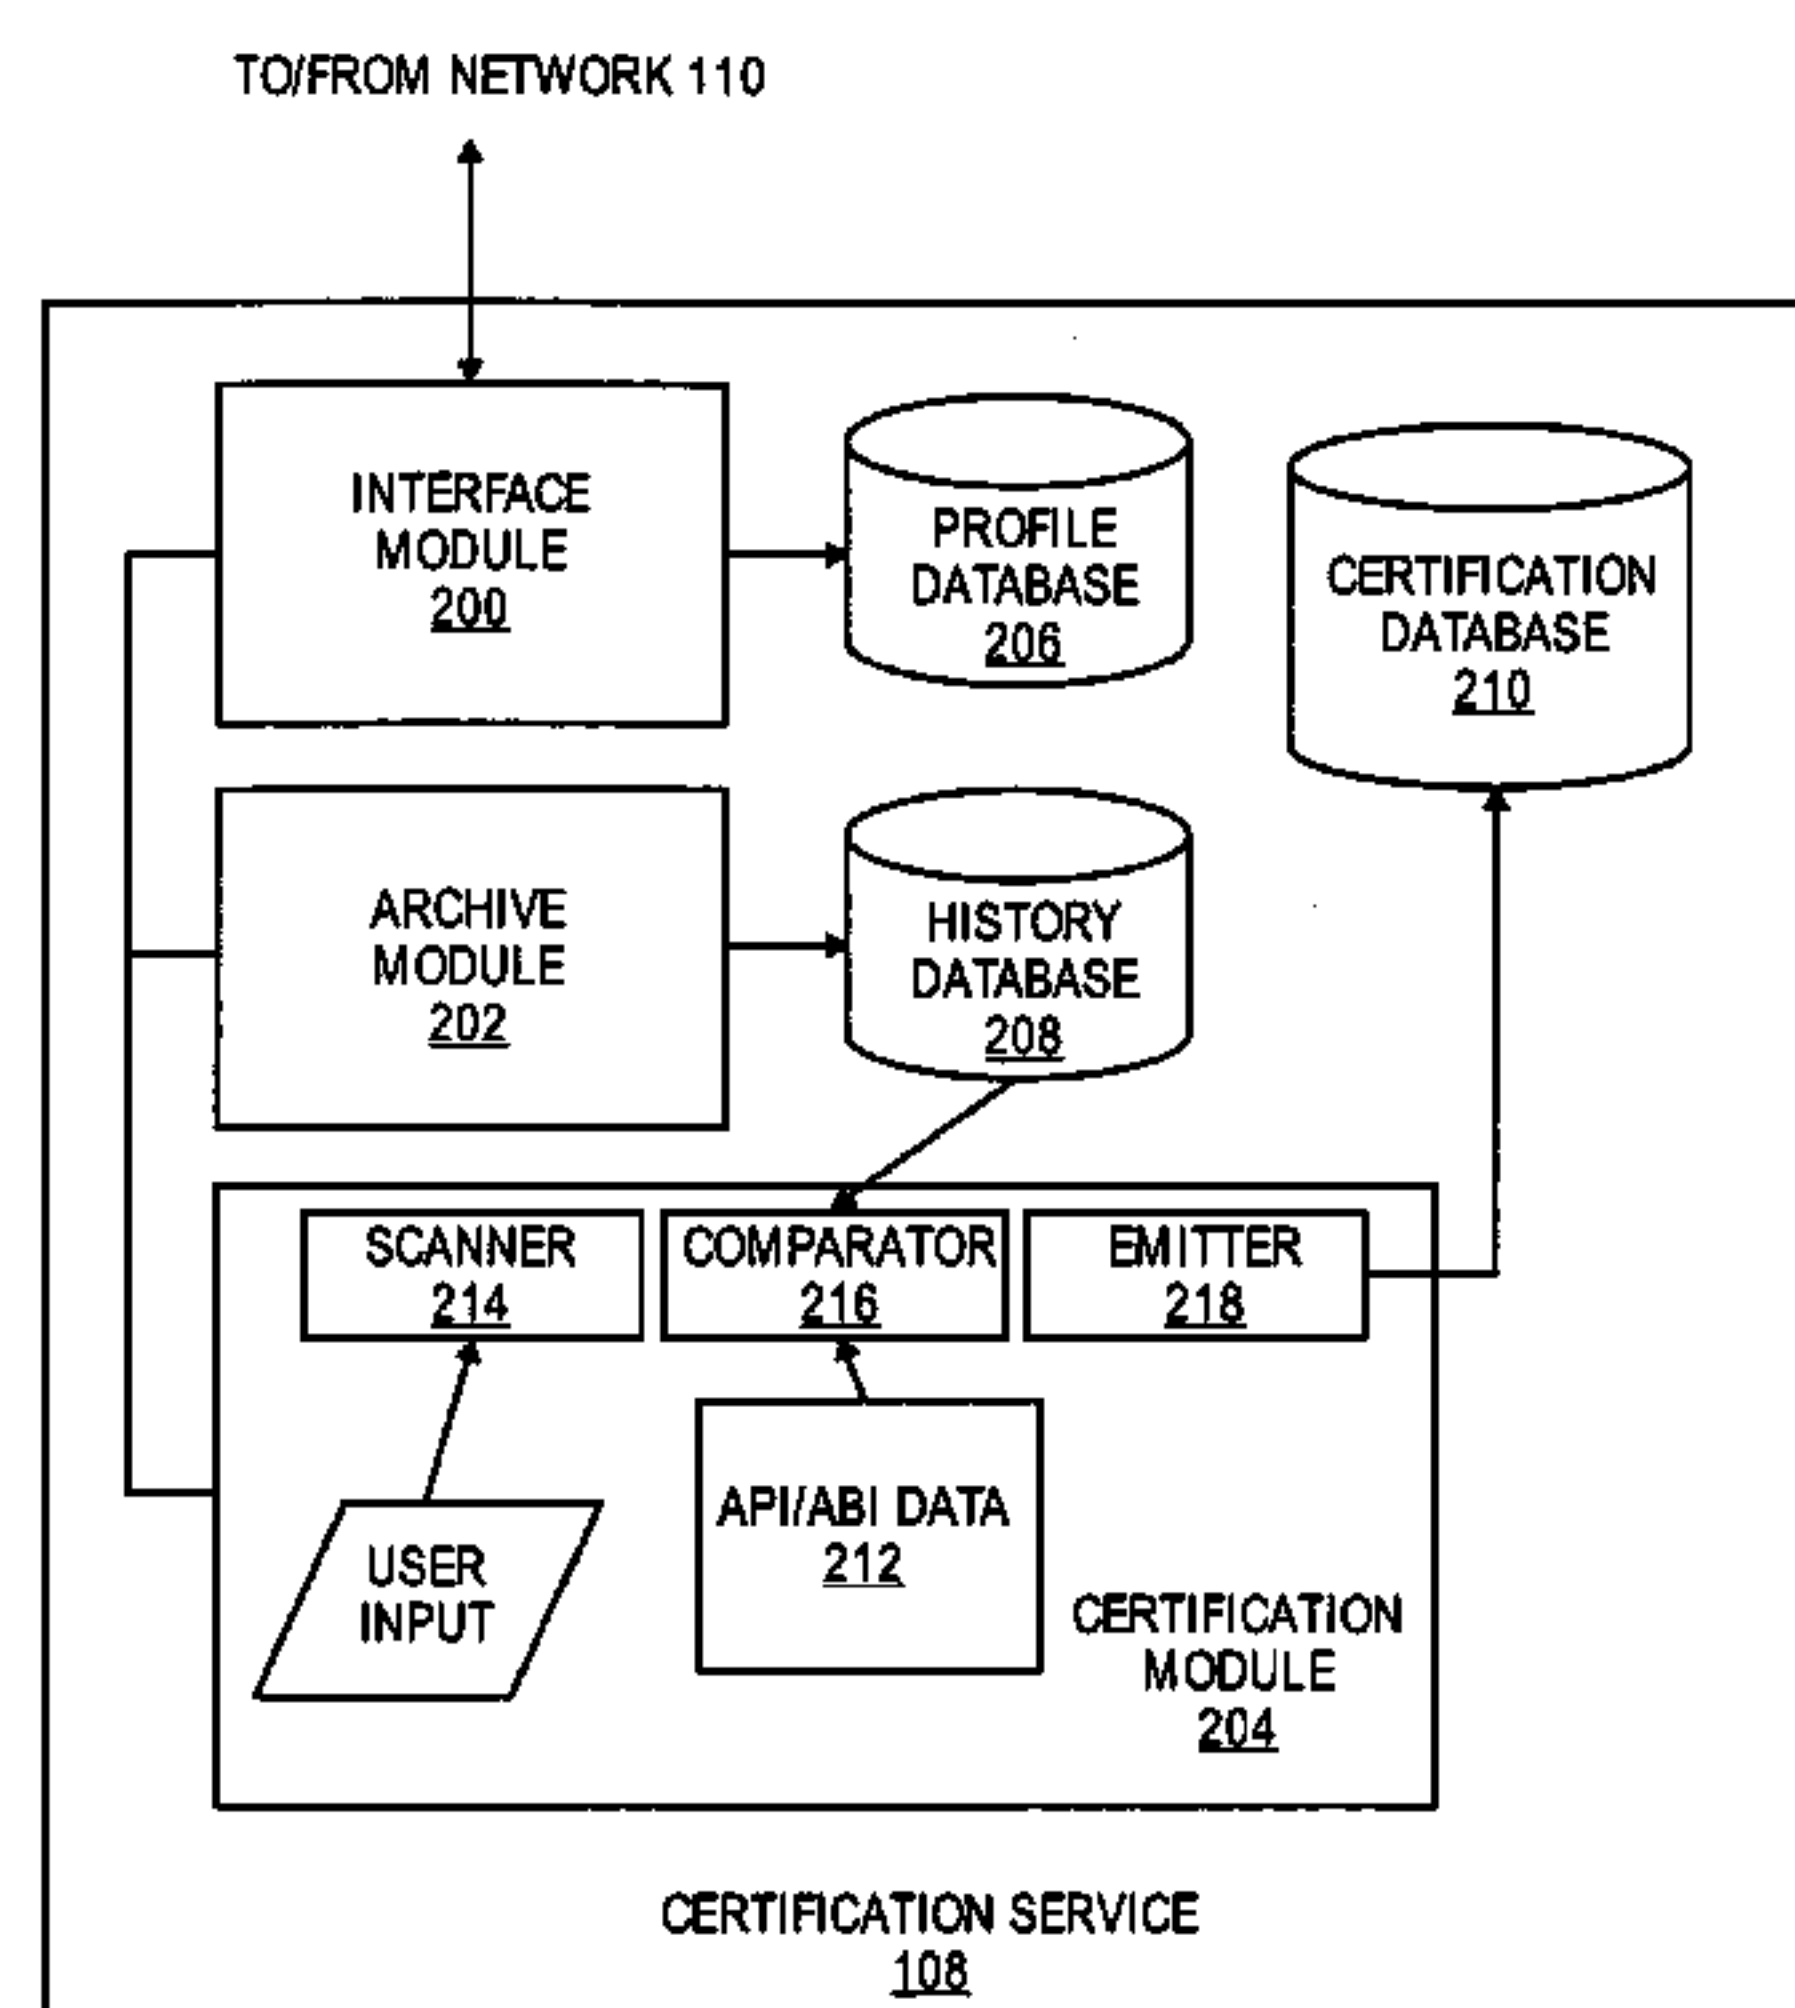 TO/FROM NETWORK 110
INTERFACE
MODULE
200
PROFILE
DATABASE
206
CERTIFICATION
DATABASE
210
ARCHIVE
MODULE
202
HISTORY
DATABASE
208
SCANNER
214
COMPARATOR
216
EMITTER
218
USER
INPUT
API/ABI DATA
212
CERTIFICATION
MODULE
204
CERTIFICATION SERVICE
108